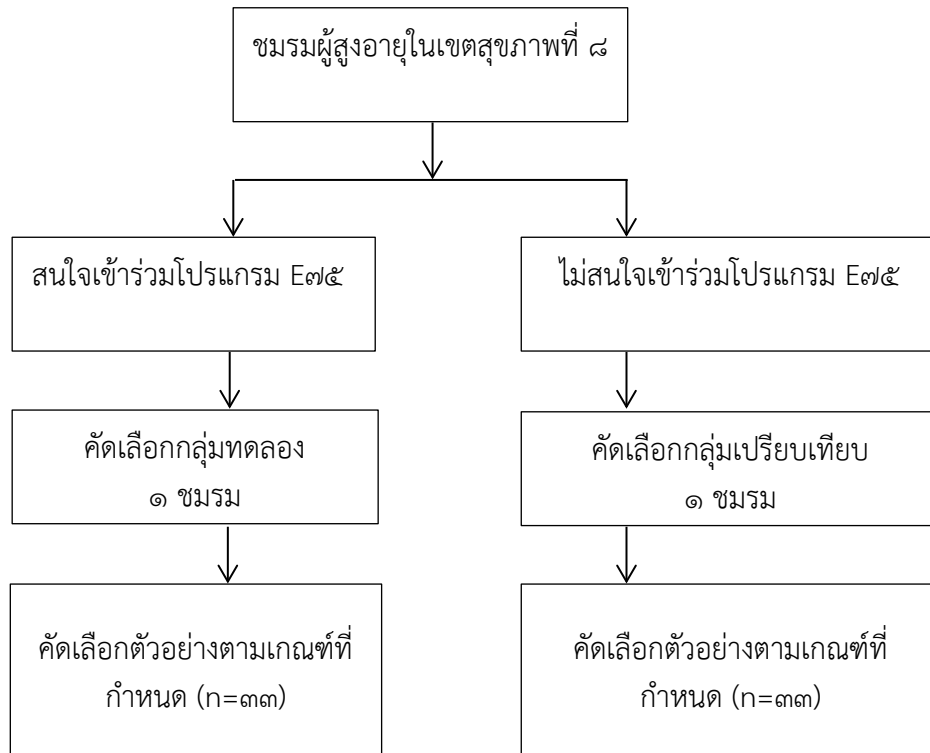 ชมรมผู้สูงอายุในเขตสุขภาพที่ ๘
สนใจเข้าร่วมโปรแกรม E๗๕
ไม่สนใจเข้าร่วมโปรแกรม E๗๕
คัดเลือกกลุ่มทดลอง
๑ ชมรม
คัดเลือกกลุ่มเปรียบเทียบ
๑ ชมรม
คัดเลือกตัวอย่างตามเกณฑ์ที่
กำหนด (n=๓๓)
คัดเลือกตัวอย่างตามเกณฑ์ที่
กำหนด (n=๓๓)